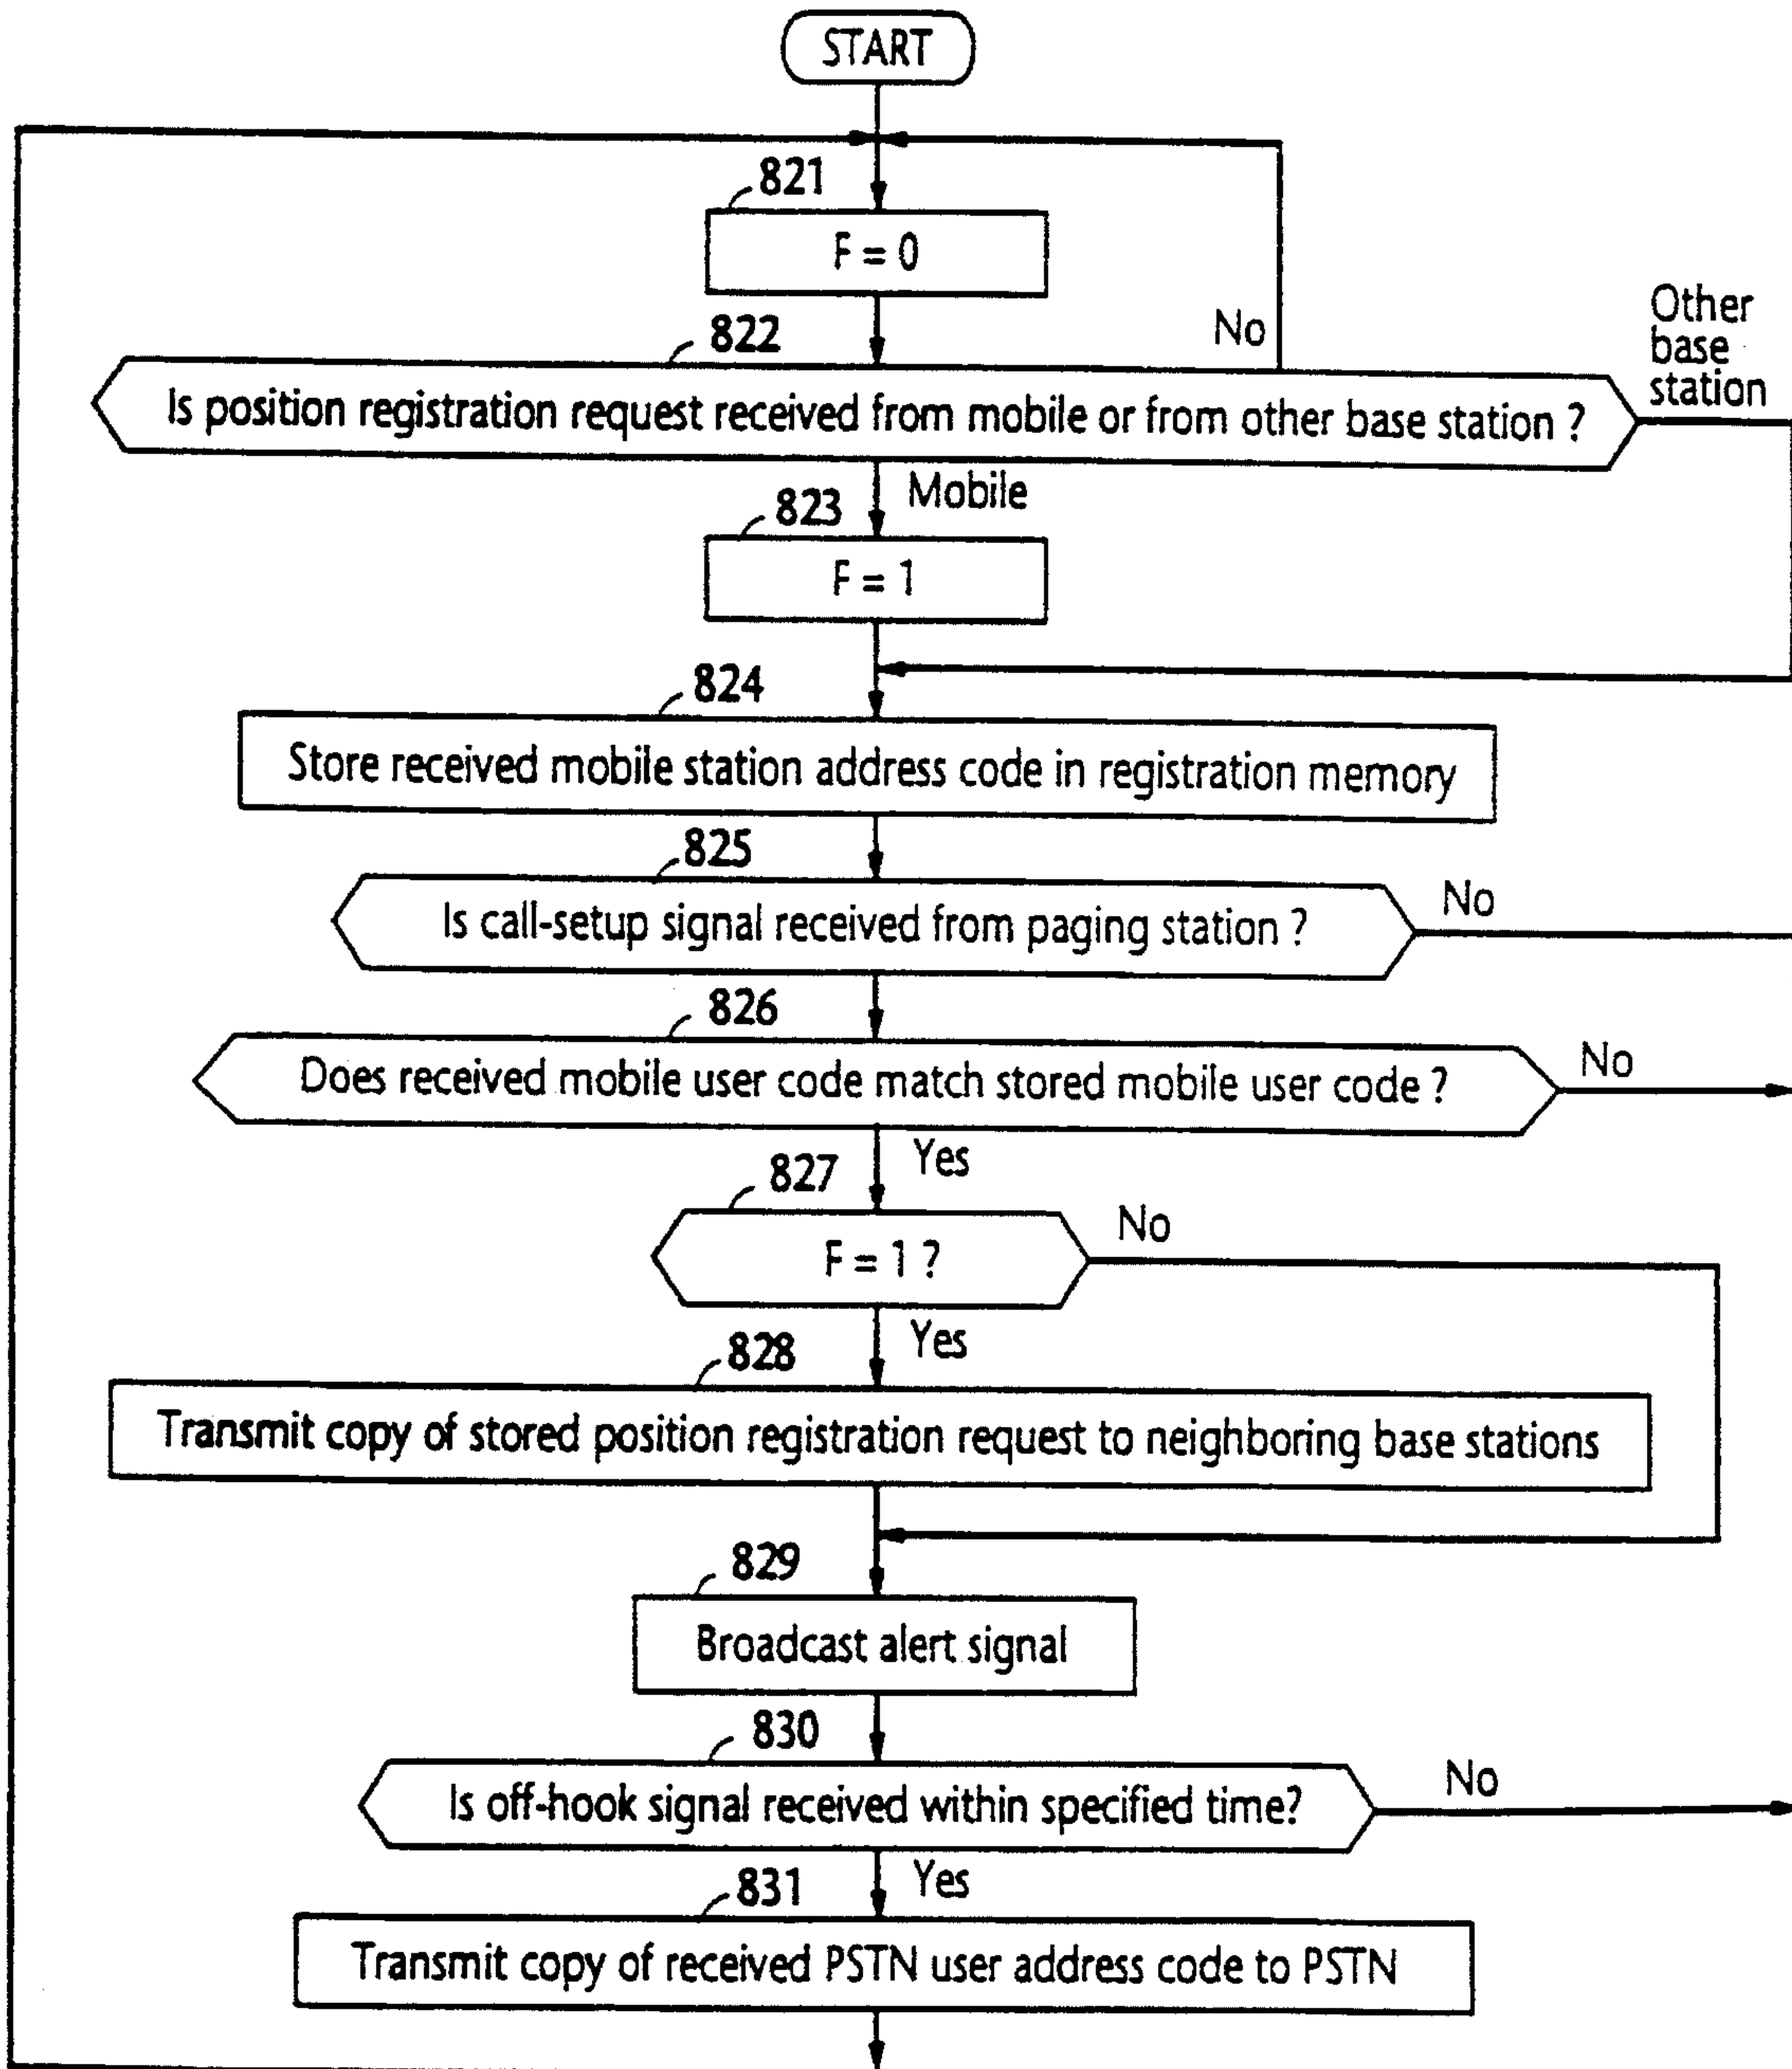 START
821
F = 0
822
No
Other
base
station
Is position registration request received from mobile or from other base station ?
Mobile
823
F = 1
824
Store received mobile station address code in registration memory
825
Is call-setup signal received from paging station ?
No
826
Does received mobile user code match stored mobile user code ?
No
Yes
827
F = 1 ?
No
Yes
828
Transmit copy of stored position registration request to neighboring base stations
829
Broadcast alert signal
830
Is off-hook signal received within specified time?
No
Yes
831
Transmit copy of received PSTN user address code to PSTN